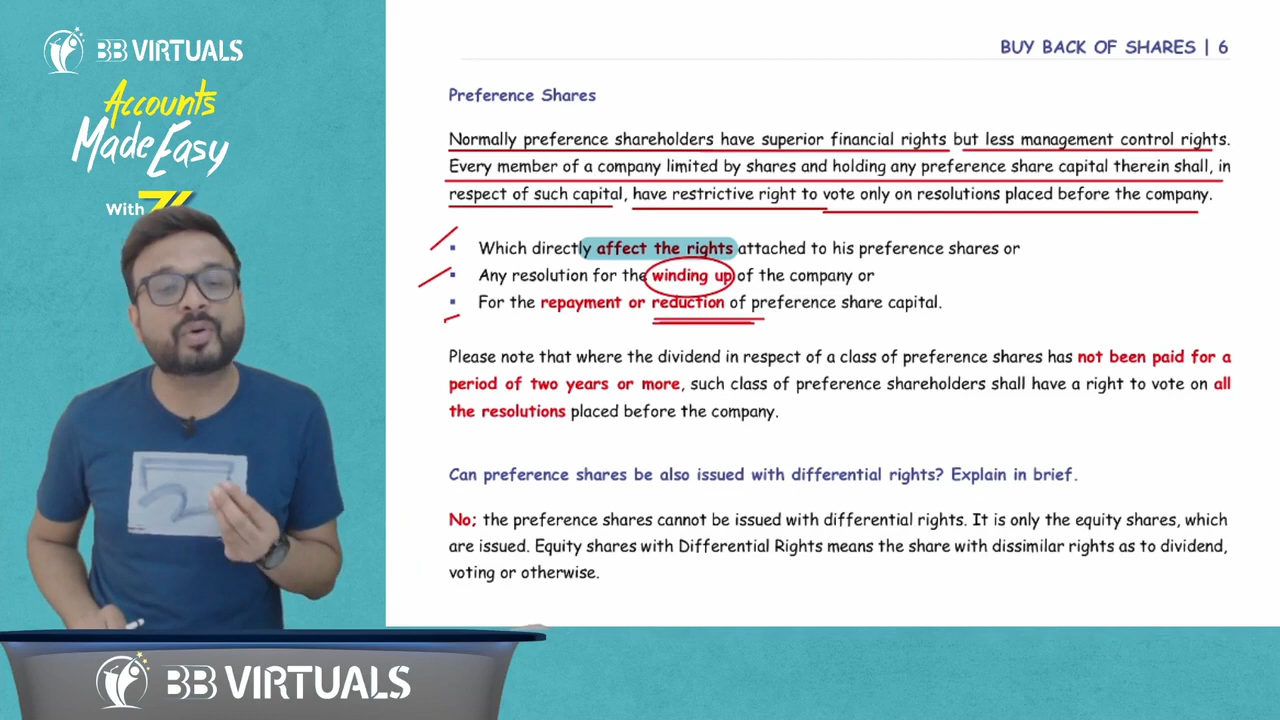 BB VIRTUALS
Accounts
Made Easy
With
BUY BACK OF SHARES | 6
Preference Shares
Normally preference shareholders have superior financial rights but less management control rights.
Every member of a company limited by shares and holding any preference share capital therein shall, in
respect of such capital, have restrictive right to vote only on resolutions placed before the company.
▪ Which directly affect the rights attached to his preference shares or
▪ Any resolution for the winding up of the company or
▪ For the repayment or reduction of preference share capital.
Please note that where the dividend in respect of a class of preference shares has not been paid for a
period of two years or more, such class of preference shareholders shall have a right to vote on all
the resolutions placed before the company.
Can preference shares be also issued with differential rights? Explain in brief.
No; the preference shares cannot be issued with differential rights. It is only the equity shares, which
are issued. Equity shares with Differential Rights means the share with dissimilar rights as to dividend,
voting or otherwise.
BB VIRTUALS